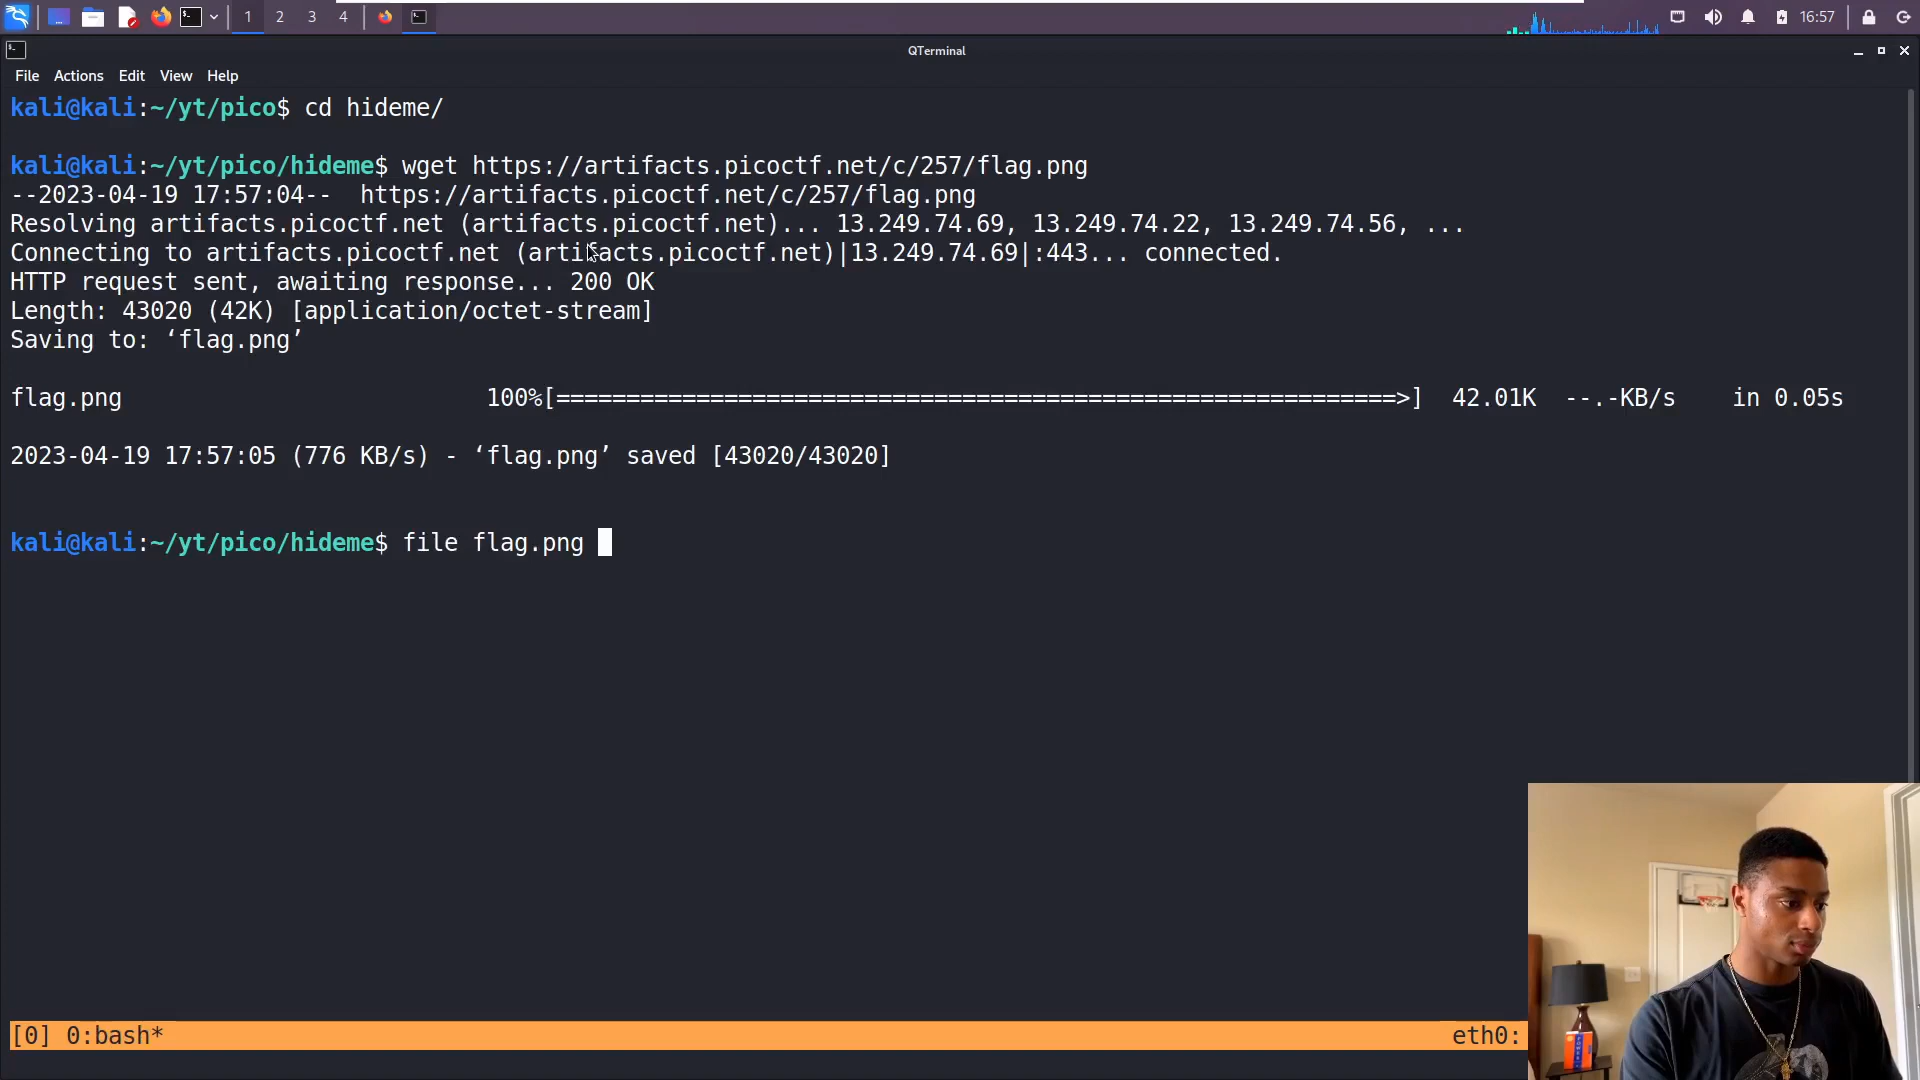 1 2 3 4
16:57
QTerminal
File Actions Edit View Help
kali@kali:~/yt/pico$ cd hideme/
kali@kali:~/yt/pico/hideme$ wget https://artifacts.picoctf.net/c/257/flag.png
--2023-04-19 17:57:04--  https://artifacts.picoctf.net/c/257/flag.png
Resolving artifacts.picoctf.net (artifacts.picoctf.net)... 13.249.74.69, 13.249.74.22, 13.249.74.56, ...
Connecting to artifacts.picoctf.net (artifacts.picoctf.net)|13.249.74.69|:443... connected.
HTTP request sent, awaiting response... 200 OK
Length: 43020 (42K) [application/octet-stream]
Saving to: ‘flag.png’
flag.png 100%[============================================================>] 42.01K --.-KB/s in 0.05s
2023-04-19 17:57:05 (776 KB/s) - ‘flag.png’ saved [43020/43020]
kali@kali:~/yt/pico/hideme$ file flag.png
[0] 0:bash* eth0:
POWER